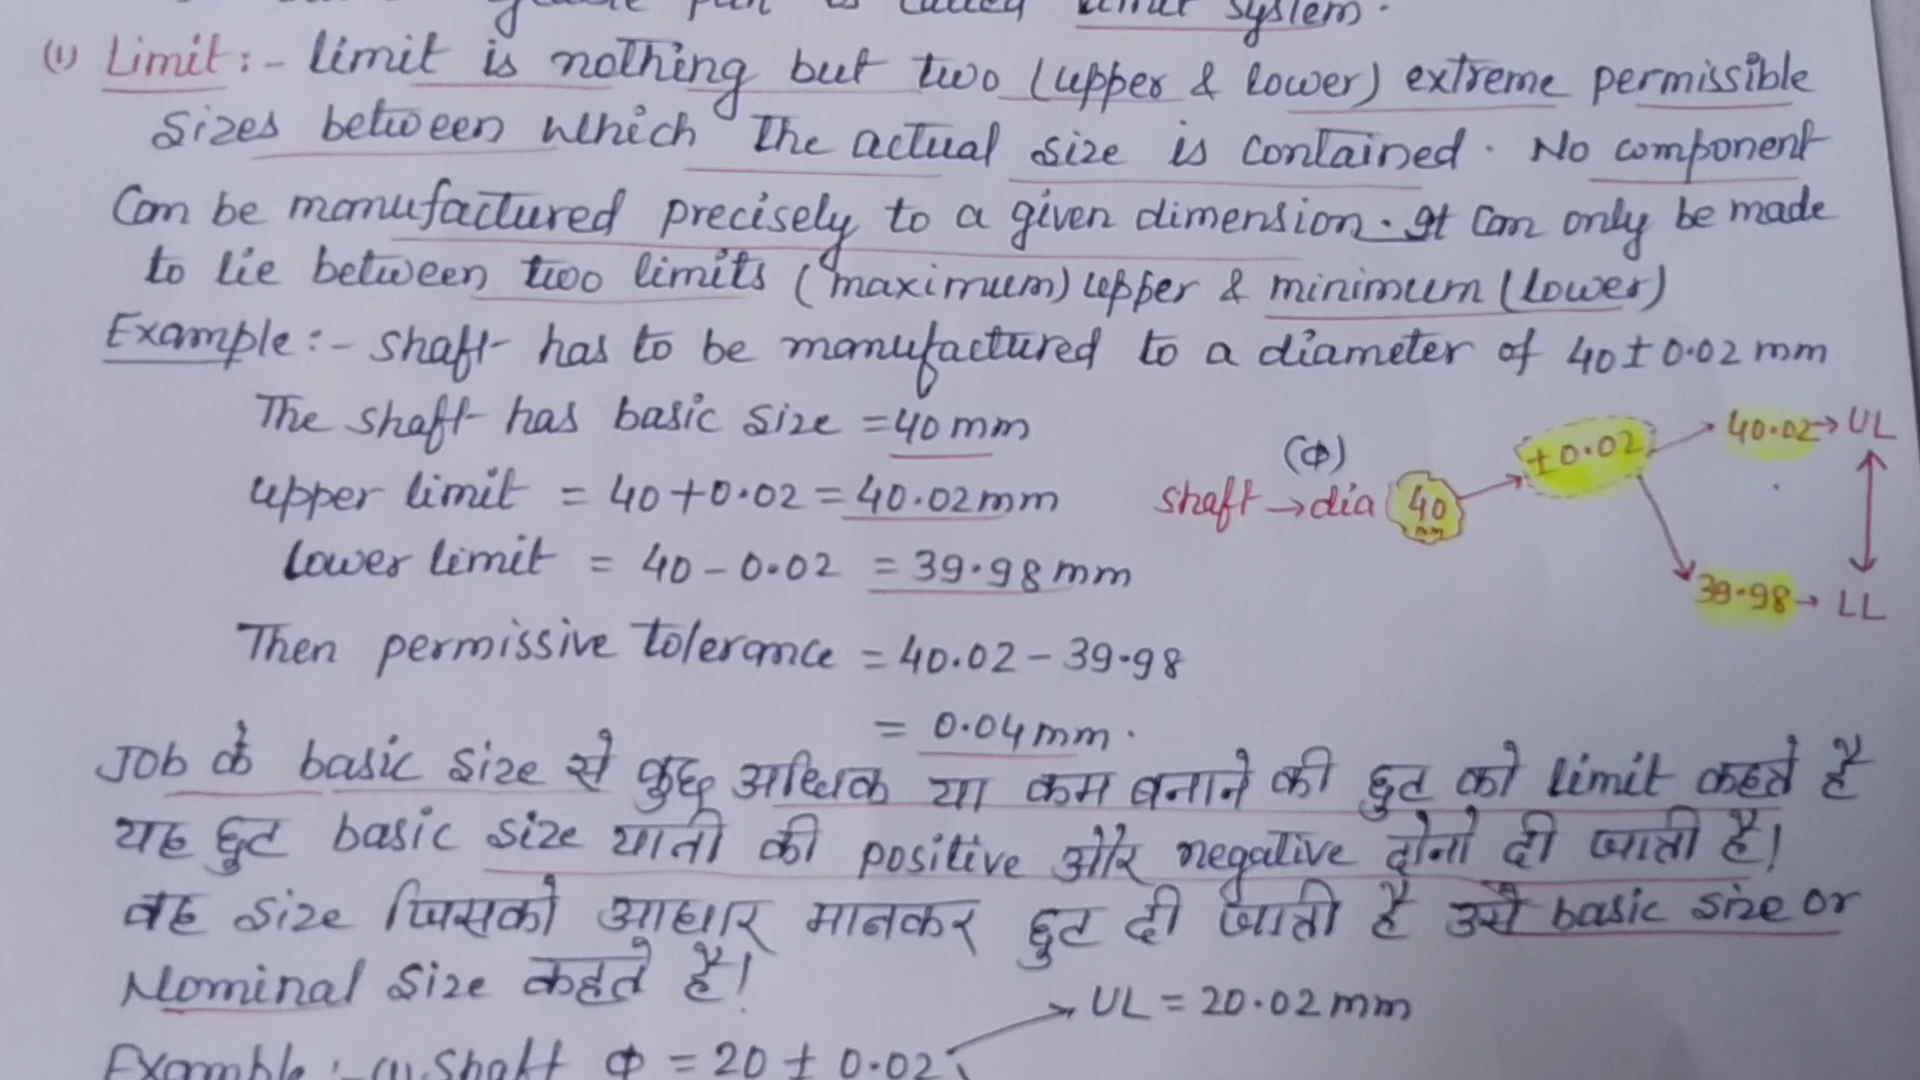 is called limit system.
(1) Limit :- limit is nothing but two (upper & lower) extreme permissible
sizes between which the actual size is contained. No component
Can be manufactured precisely to a given dimension. It can only be made
to lie between two limits (maximum) upper & minimum (lower)
Example :- shaft has to be manufactured to a diameter of 40 ± 0.02 mm
The shaft has basic size = 40 mm
upper limit = 40 + 0.02 = 40.02 mm
lower limit = 40 - 0.02 = 39.98 mm
(Φ)
shaft → dia 40 mm
± 0.02
40.02 → UL
39.98 → LL
Then permissive tolerance = 40.02 - 39.98
= 0.04 mm.
Job के basic size से कुछ अधिक या कम बनाने की छुट को limit कहते हैं
यह छुट basic size यानी की positive और negative दोनो दी जाती है।
वह size जिसको आधार मानकर छुट दी जाती है उसे basic size or
Nominal size कहते है।
UL = 20.02 mm
Example :- (1) Shaft Φ = 20 ± 0.02